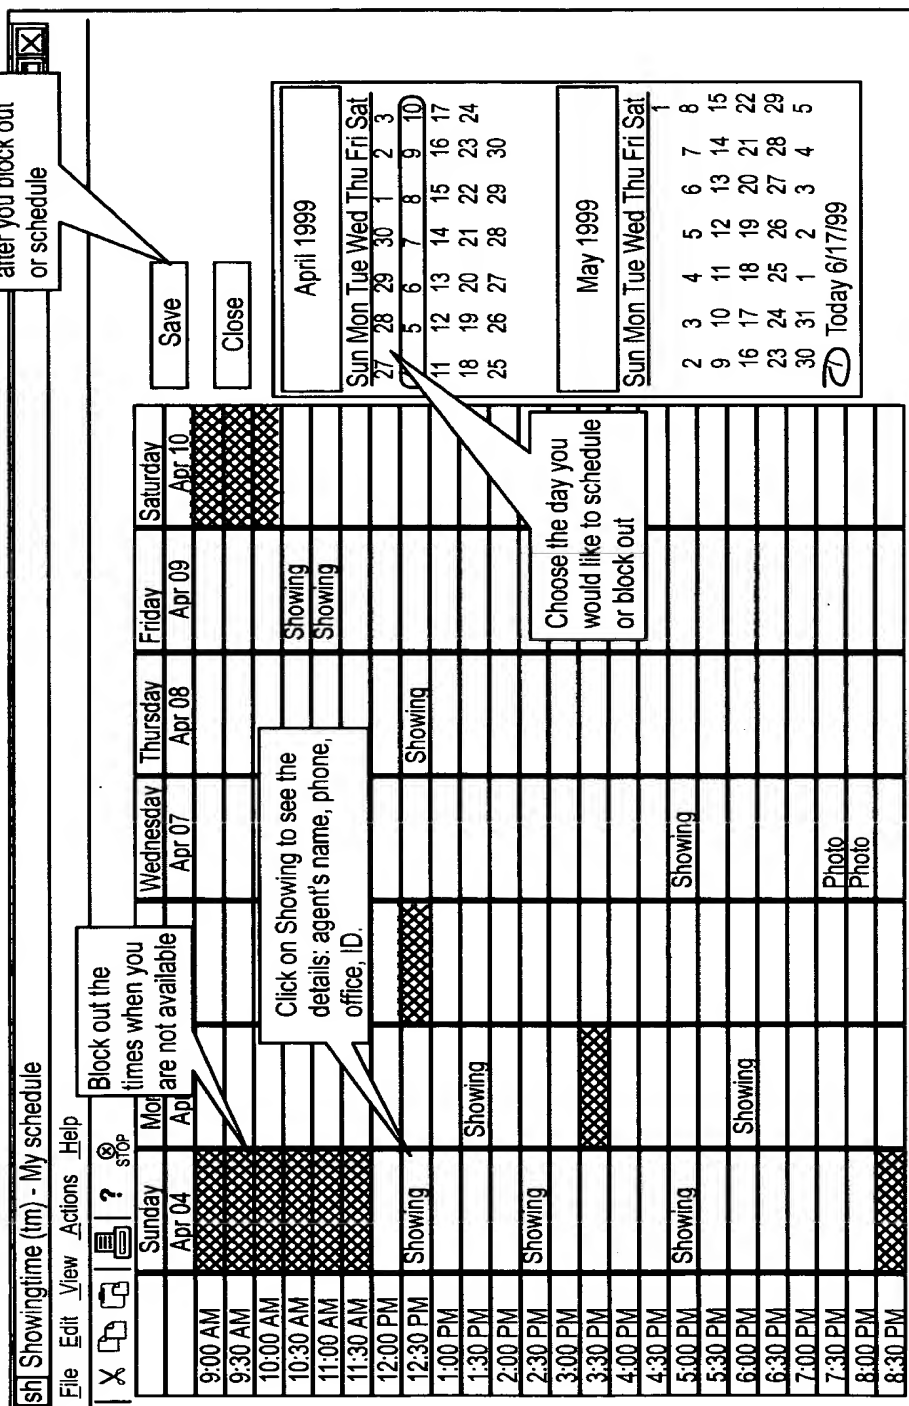 sh Showingtime (tm) - My schedule
File Edit View Actions Help
? STOP
after you block out
or schedule
Save
Close
Block out the
times when you
are not available
Sunday Mon Wednesday Thursday Friday Saturday
Apr 04 Apr 07 Apr 08 Apr 09 Apr 10
9:00 AM
9:30 AM
10:00 AM
10:30 AM Showing
11:00 AM Showing
11:30 AM
12:00 PM
12:30 PM Showing Showing
1:00 PM
1:30 PM Showing
2:00 PM
2:30 PM Showing
3:00 PM
3:30 PM
4:00 PM
4:30 PM
5:00 PM Showing Showing
5:30 PM
6:00 PM Showing
6:30 PM
7:00 PM
7:30 PM Photo
8:00 PM Photo
8:30 PM
Click on Showing to see the
details: agent's name, phone,
office, ID.
Choose the day you
would like to schedule
or block out
April 1999
Sun Mon Tue Wed Thu Fri Sat
27 28 29 30 1 2 3
5 6 7 8 9 10
11 12 13 14 15 16 17
18 19 20 21 22 23 24
25 26 27 28 29 30
May 1999
Sun Mon Tue Wed Thu Fri Sat
1
2 3 4 5 6 7 8
9 10 11 12 13 14 15
16 17 18 19 20 21 22
23 24 25 26 27 28 29
30 31 1 2 3 4 5
Today 6/17/99